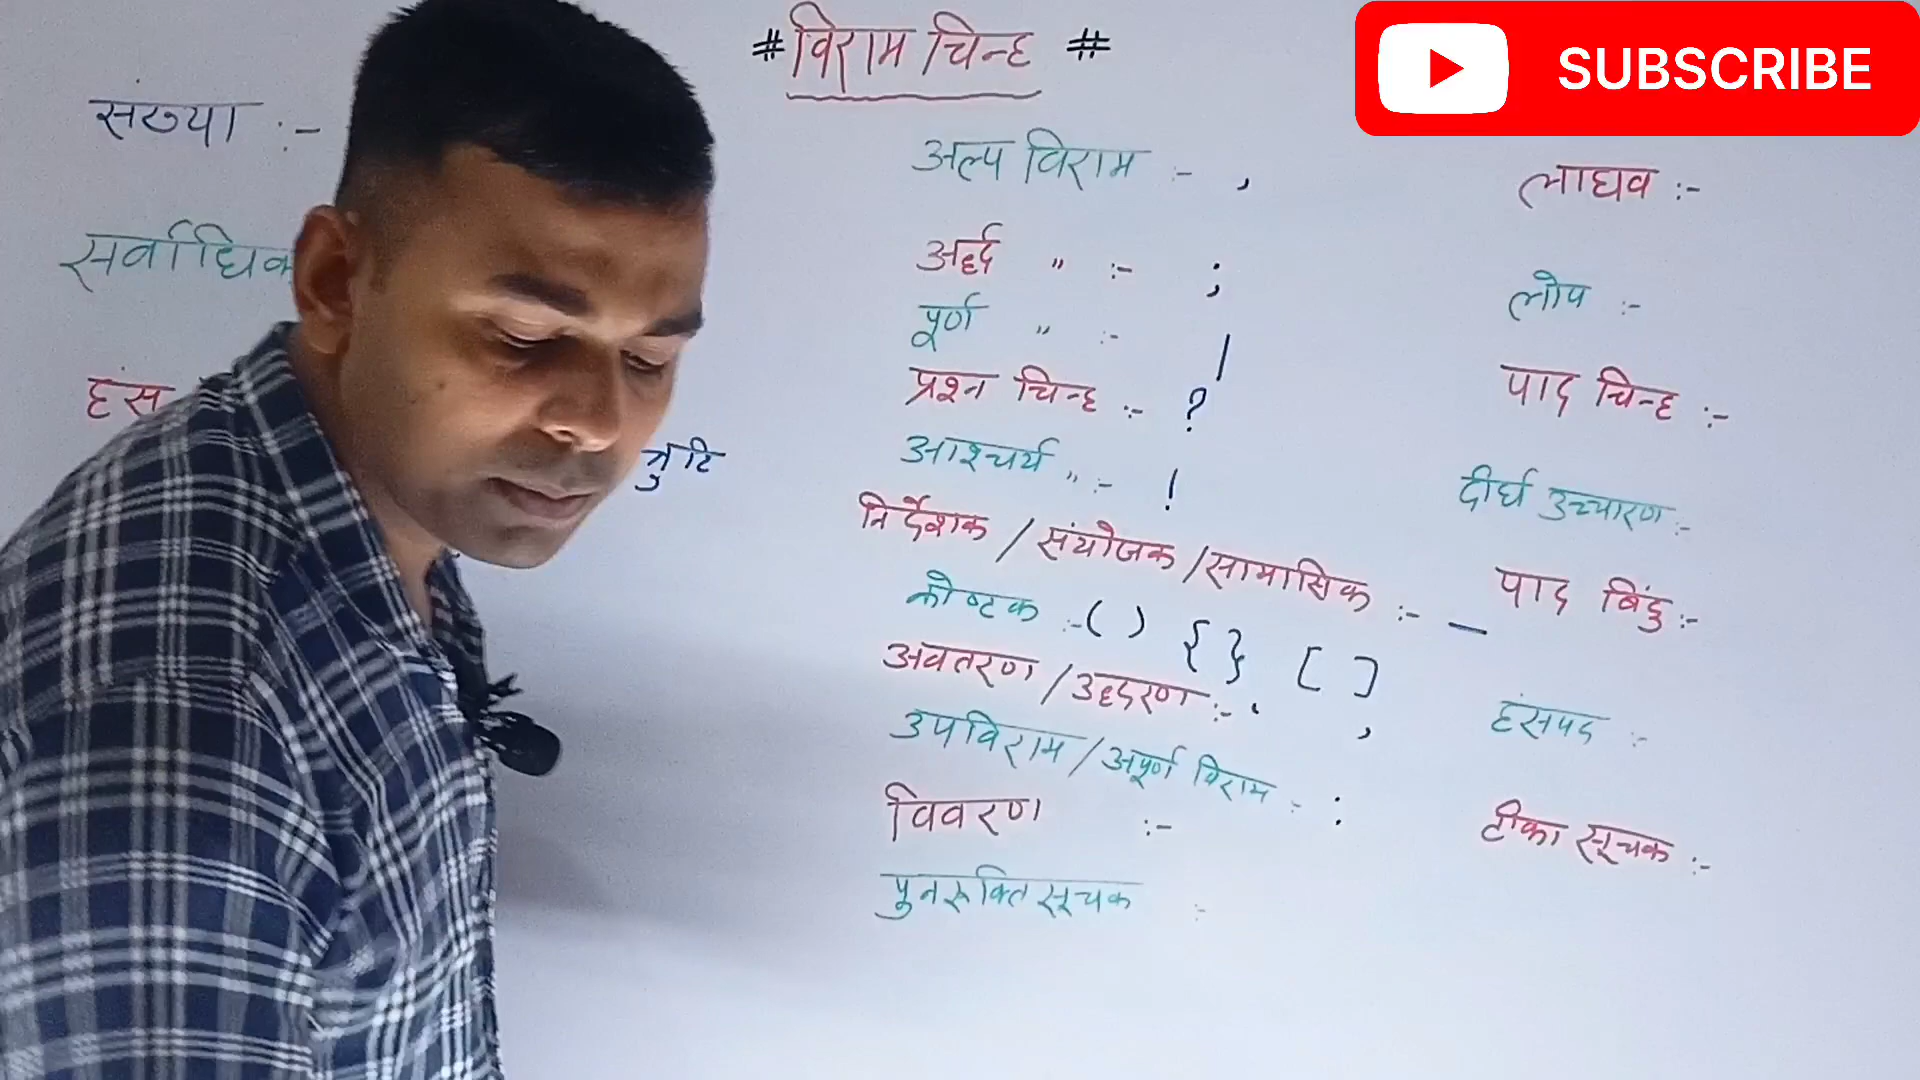 # विराम चिन्ह #
SUBSCRIBE
संख्या :-
सर्वाधिक
हंस
त्रुटि
अल्प विराम :- ,
अर्द्ध " :- ;
पूर्ण " :- |
प्रश्न चिन्ह :- ?
आश्चर्य " :- !
निर्देशक / संयोजक / सामासिक :- —
कोष्टक :- ( ) { } [ ]
अवतरण / उद्दरण :- ‘ ,
उपविराम / अपूर्ण विराम :- :
विवरण :-
पुनरूक्ति सूचक :-
लाघव :-
लोप :-
पाद चिन्ह :-
दीर्घ उच्चारण :-
पाद बिंदु :-
हंसपद :-
टीका सूचक :-